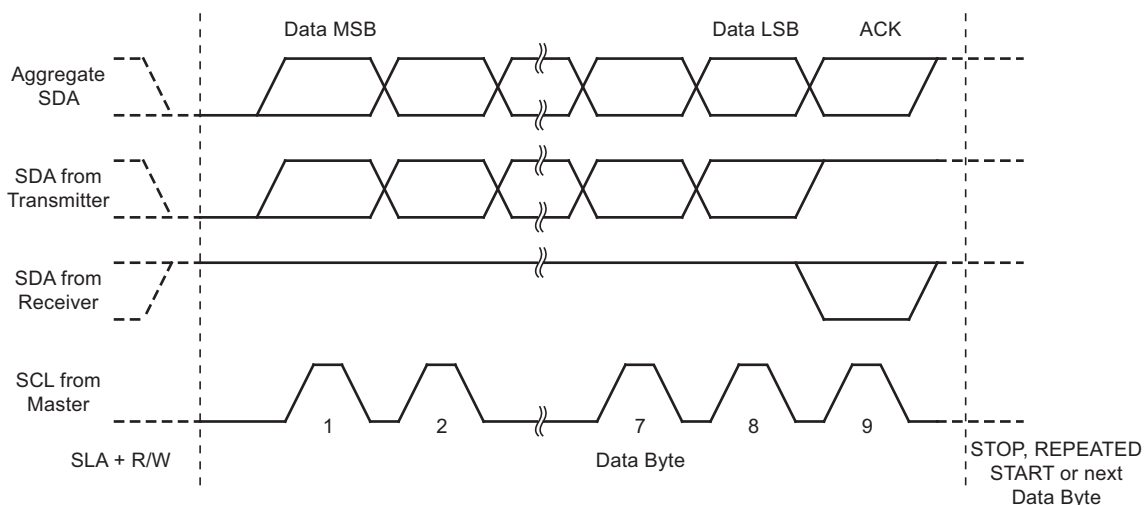 Data MSB
Data LSB
ACK
Aggregate
SDA
SDA from
Transmitter
SDA from
Receiver
SCL from
Master
1
2
7
8
9
SLA + R/W
Data Byte
STOP, REPEATED
START or next
Data Byte